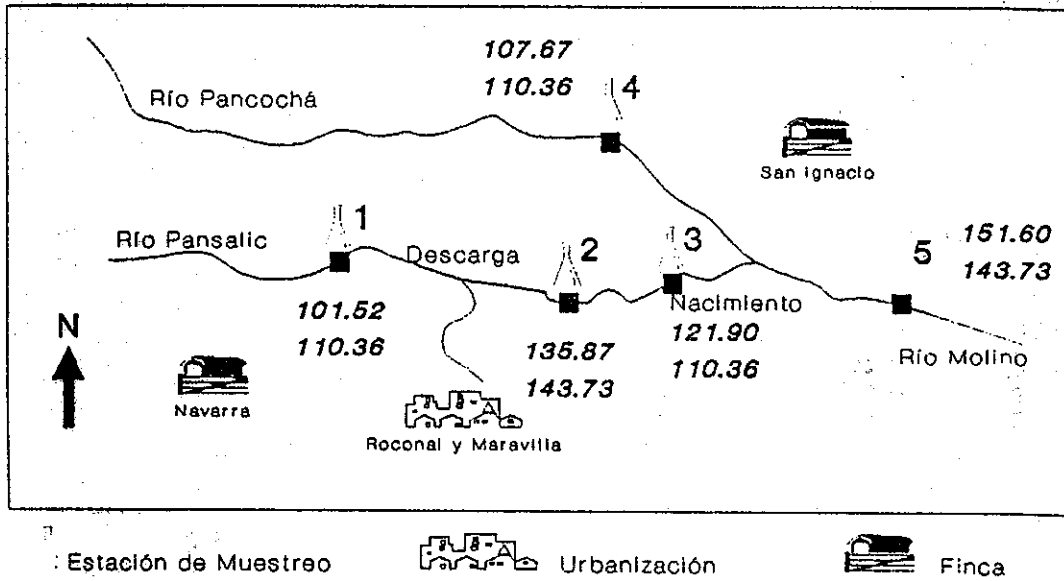 107.67
110.36
4
Río Pancochá
San Ignacio
1
Río Pansalic
Descarga
2
3
5
151.60
143.73
Nacimiento
101.52
110.36
N
135.87
143.73
121.90
110.36
Río Molino
Navarra
Roconal y Maravilla
: Estación de Muestreo
Urbanización
Finca